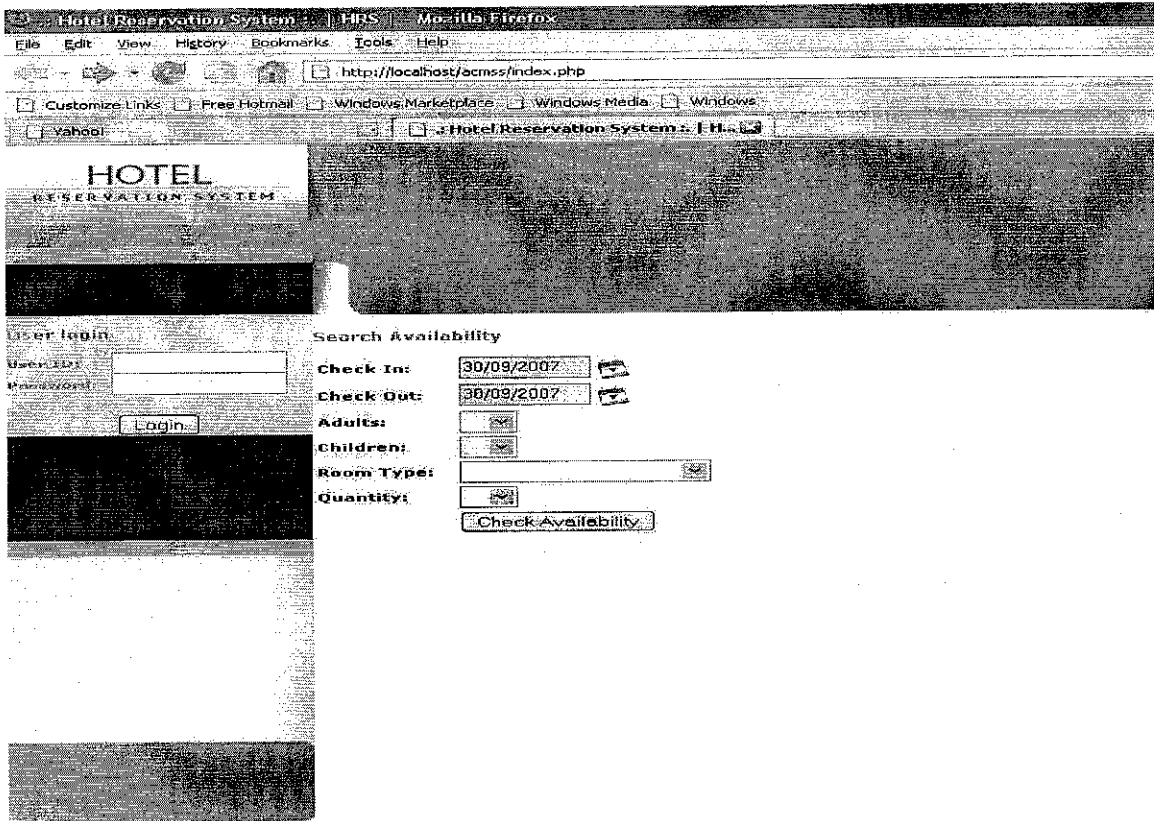 .: Hotel Reservation System :. | HRS | - Mozilla Firefox
File Edit View History Bookmarks Tools Help
http://localhost/acmss/index.php
Customize Links Free Hotmail Windows Marketplace Windows Media Windows
Yahoo! .: Hotel Reservation System :. | H...
HOTEL
RESERVATION SYSTEM
User login
User ID:
Password:
Login
Search Availability
Check In: 30/09/2007
Check Out: 30/09/2007
Adults:
Children:
Room Type:
Quantity:
Check Availability